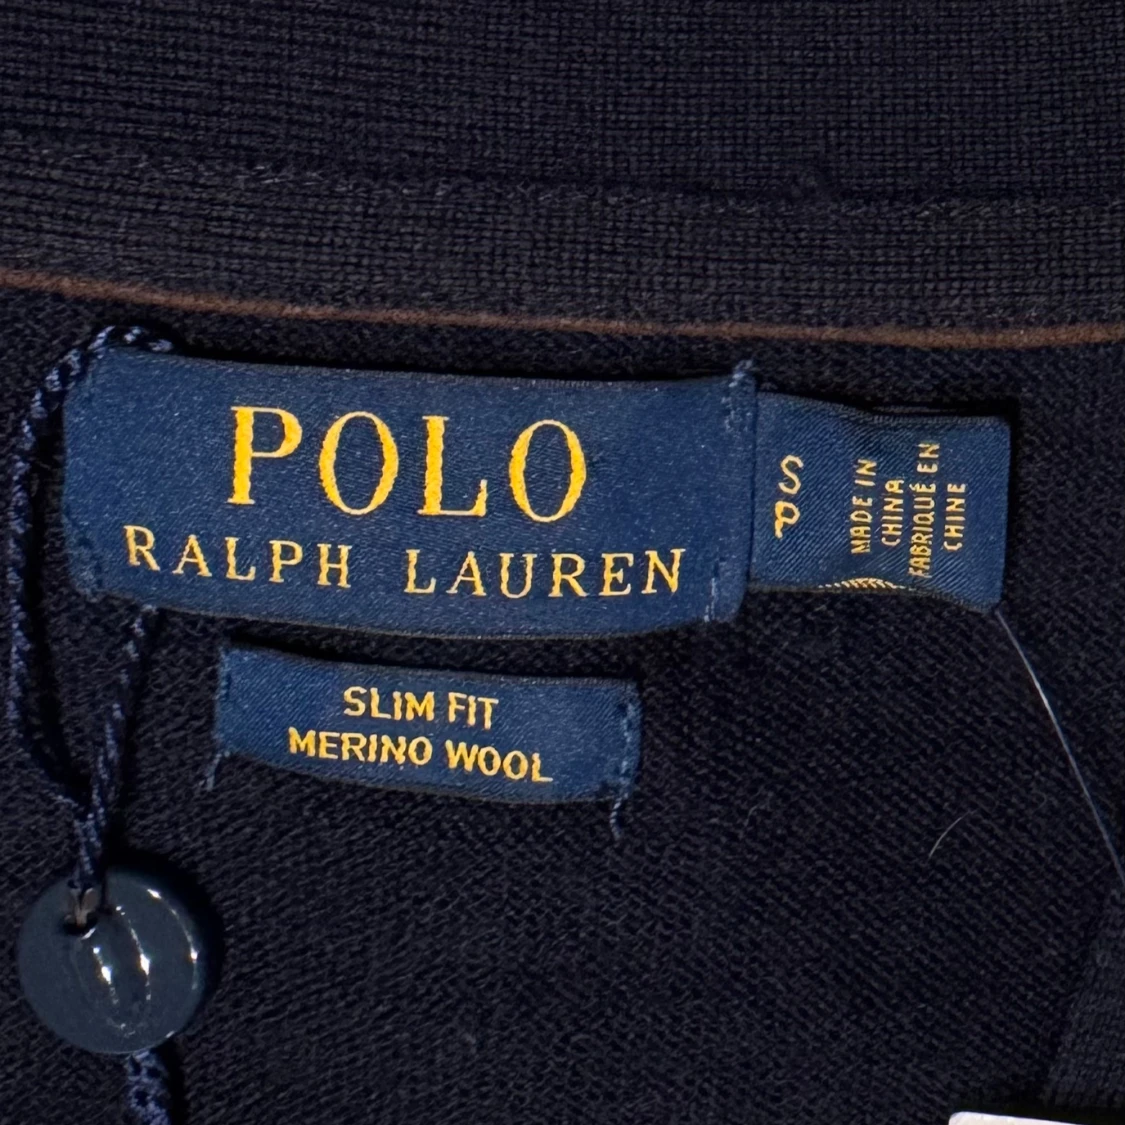 POLO
RALPH LAUREN
S
MADE IN
CHINA
FABRIQUÉ EN
CHINE
SLIM FIT
MERINO WOOL